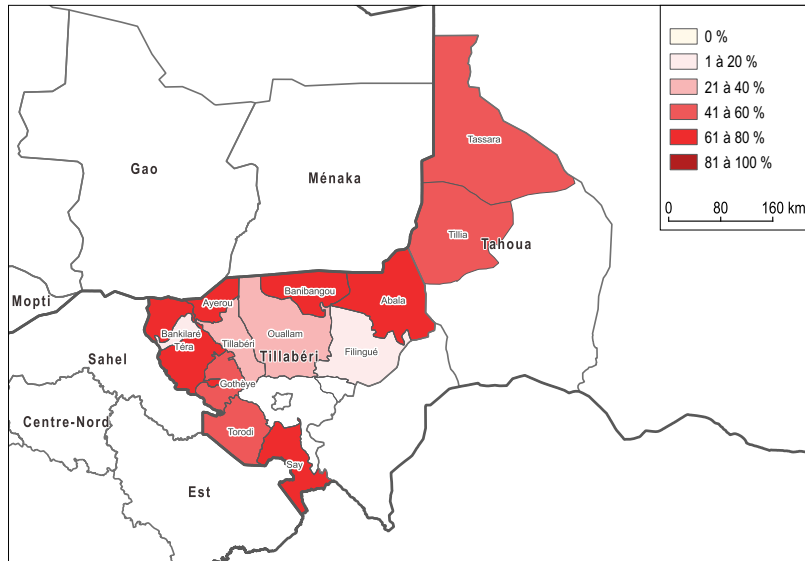 0 %
1 à 20 %
21 à 40 %
41 à 60 %
61 à 80 %
81 à 100 %
0 80 160 km
Tassara
Gao
Ménaka
Tillia
Tahoua
Mopti
Ayerou
Banibangou
Abala
Bankilaré
Téra
Tillabéri
Ouallam
Tillabéri
Filingué
Sahel
Gothèye
Centre-Nord
Torodi
Say
Est